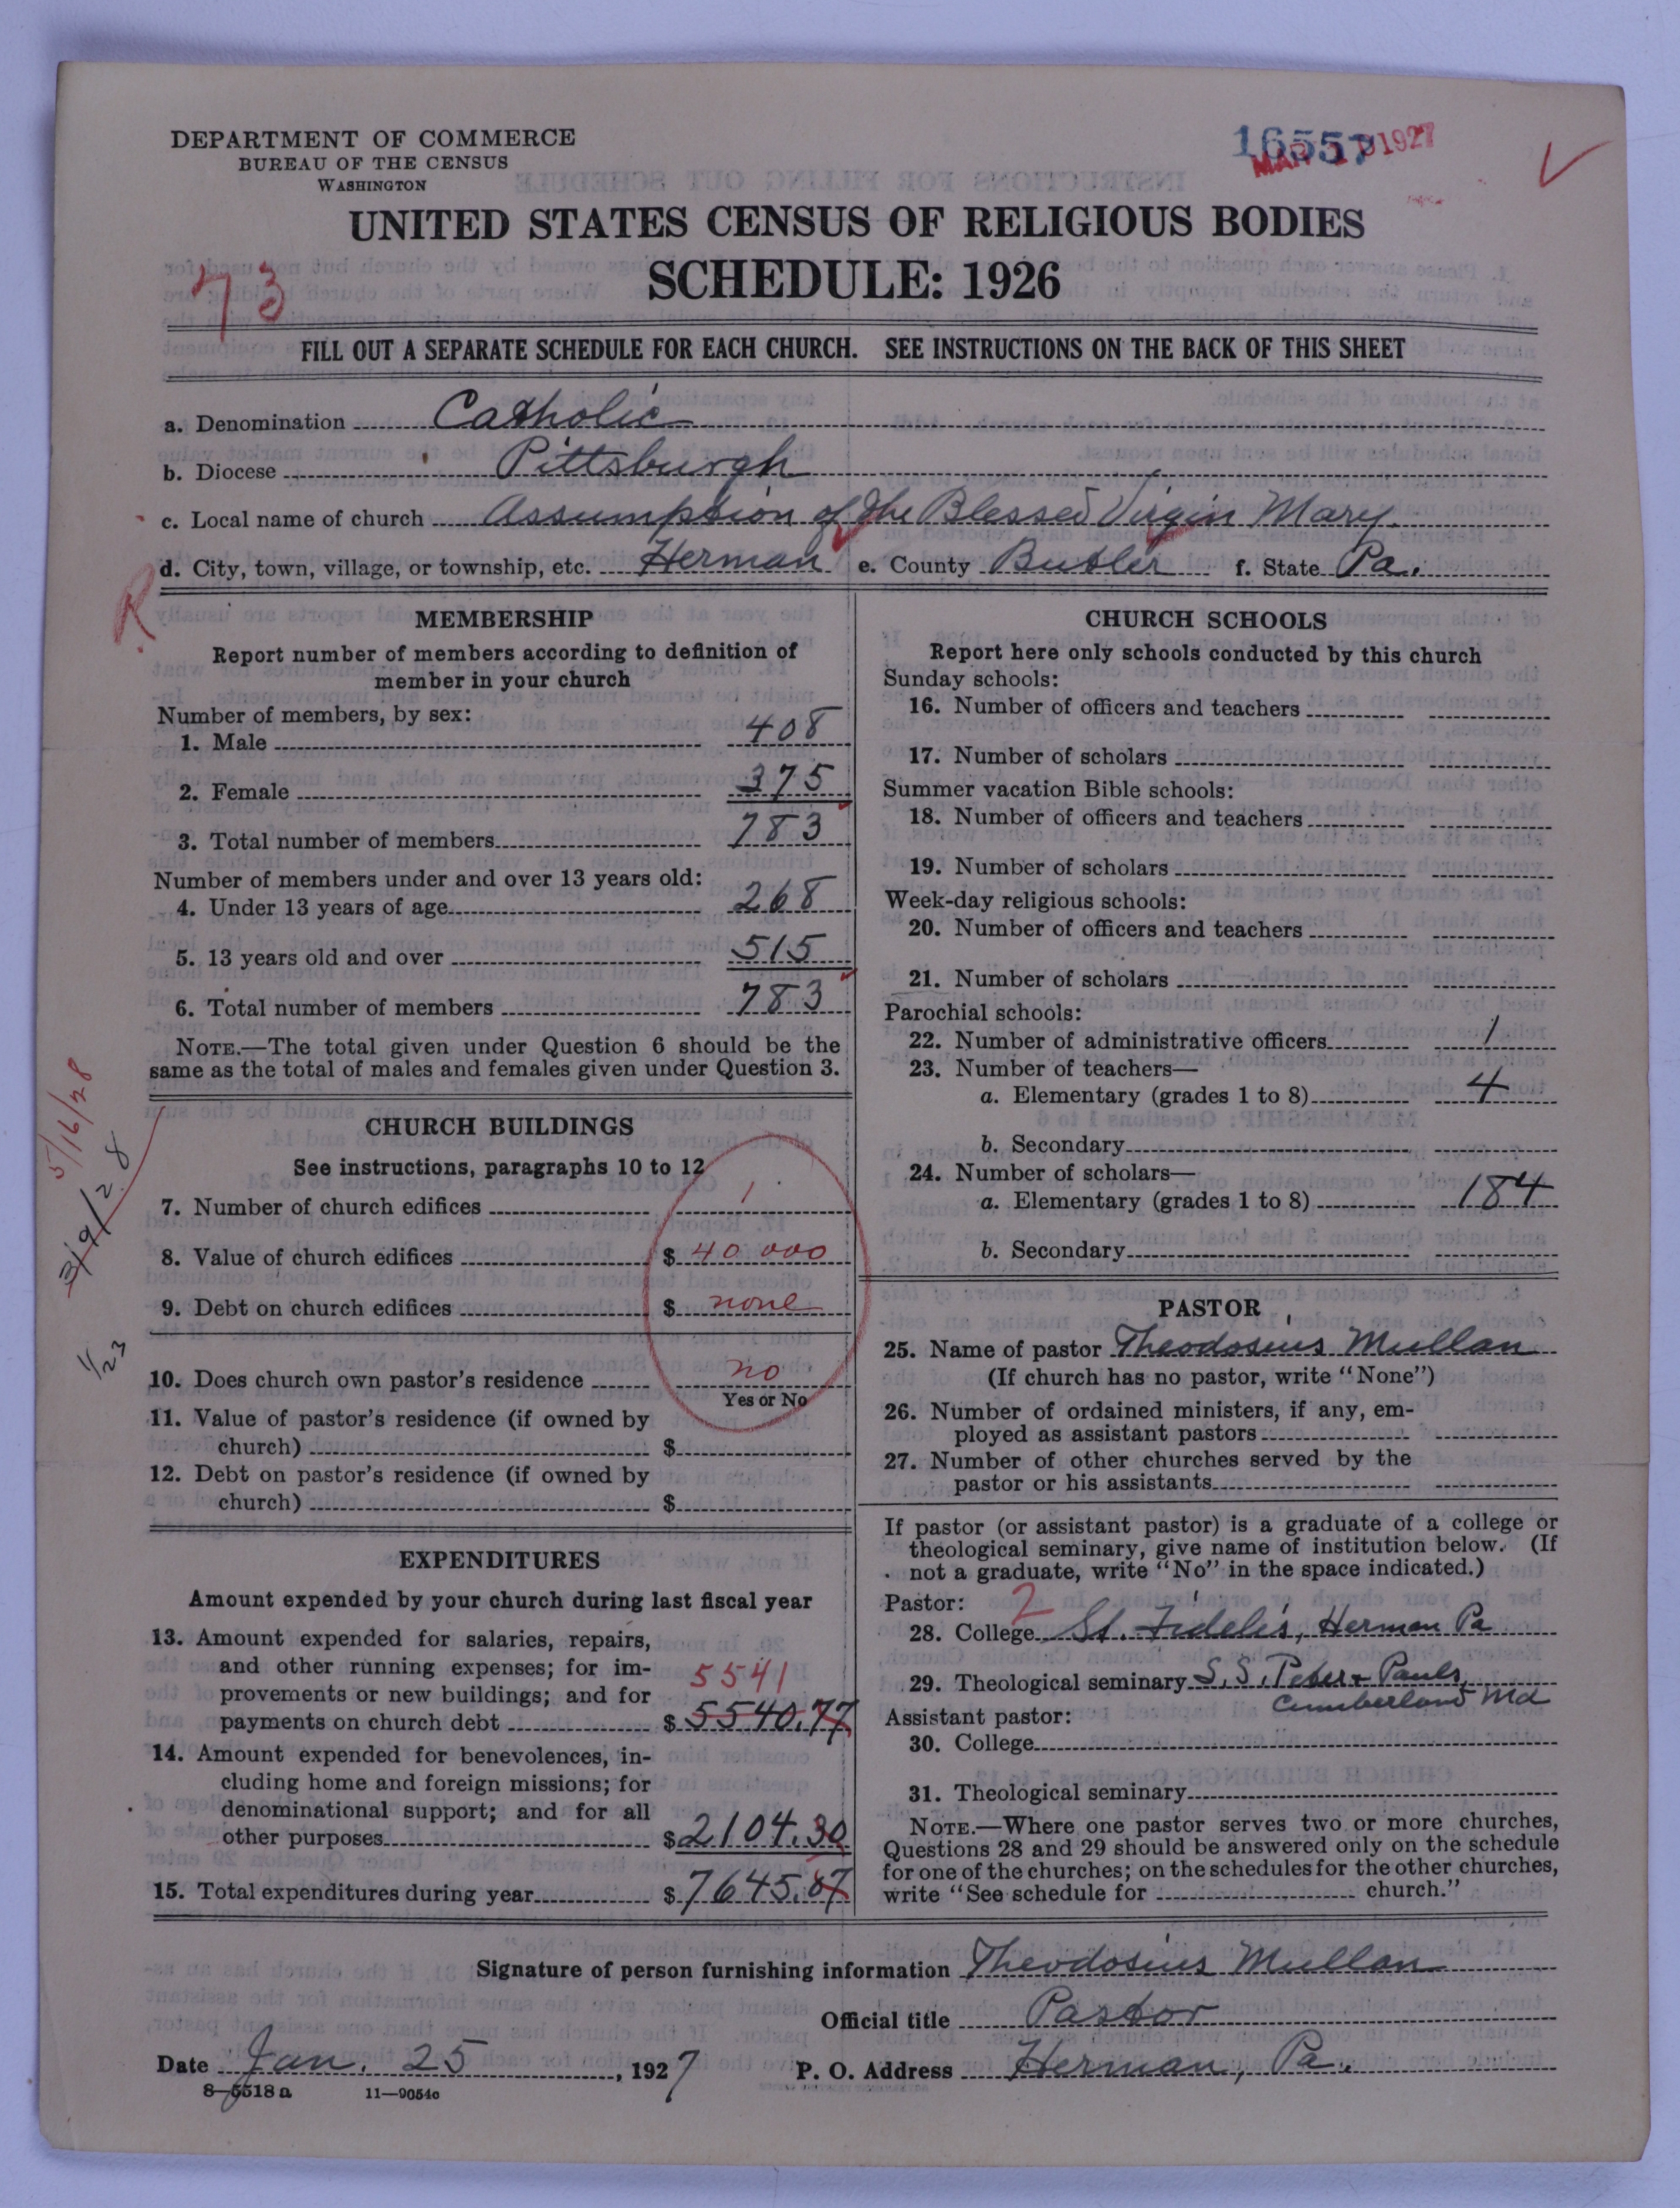 DEPARTMENT OF COMMERCE
BUREAU OF THE CENSUS
WASHINGTON
16557
MAR 1927
UNITED STATES CENSUS OF RELIGIOUS BODIES
SCHEDULE: 1926
73
FILL OUT A SEPARATE SCHEDULE FOR EACH CHURCH. SEE INSTRUCTIONS ON THE BACK OF THIS SHEET
a. Denomination Catholic
b. Diocese Pittsburgh
c. Local name of church Assumption of the Blessed Virgin Mary.
d. City, town, village, or township, etc. Herman e. County Butler f. State Pa.
R
MEMBERSHIP
Report number of members according to definition of
member in your church
Number of members, by sex:
1. Male 408
2. Female 375
3. Total number of members 783
Number of members under and over 13 years old:
4. Under 13 years of age 268
5. 13 years old and over 515
6. Total number of members 783
NOTE.—The total given under Question 6 should be the
same as the total of males and females given under Question 3.
5/16/28
3/9/28
1/23
CHURCH BUILDINGS
See instructions, paragraphs 10 to 12
7. Number of church edifices 1
8. Value of church edifices $ 40 000
9. Debt on church edifices $ none
10. Does church own pastor's residence no
Yes or No
11. Value of pastor's residence (if owned by
church) $
12. Debt on pastor's residence (if owned by
church) $
EXPENDITURES
Amount expended by your church during last fiscal year
13. Amount expended for salaries, repairs,
and other running expenses; for im-
provements or new buildings; and for 5541
payments on church debt $ 5540.77
14. Amount expended for benevolences, in-
cluding home and foreign missions; for
denominational support; and for all
other purposes $ 2104.30
15. Total expenditures during year $ 7645.07
CHURCH SCHOOLS
Report here only schools conducted by this church
Sunday schools:
16. Number of officers and teachers
17. Number of scholars
Summer vacation Bible schools:
18. Number of officers and teachers
19. Number of scholars
Week-day religious schools:
20. Number of officers and teachers
21. Number of scholars
Parochial schools:
22. Number of administrative officers 1
23. Number of teachers—
a. Elementary (grades 1 to 8) 4
b. Secondary
24. Number of scholars—
a. Elementary (grades 1 to 8) 184
b. Secondary
PASTOR
25. Name of pastor Theodosius Mullan
(If church has no pastor, write "None")
26. Number of ordained ministers, if any, em-
ployed as assistant pastors
27. Number of other churches served by the
pastor or his assistants
If pastor (or assistant pastor) is a graduate of a college or
theological seminary, give name of institution below. (If
not a graduate, write "No" in the space indicated.)
Pastor: 2
28. College St. Fidelis, Herman Pa
29. Theological seminary S.S. Peter & Pauls,
Cumberland Md
Assistant pastor:
30. College
31. Theological seminary
NOTE.—Where one pastor serves two or more churches,
Questions 28 and 29 should be answered only on the schedule
for one of the churches; on the schedules for the other churches,
write "See schedule for church."
Signature of person furnishing information Theodosius Mullan
Official title Pastor
Date Jan. 25, 1927 P. O. Address Herman, Pa.
8—5518 a 11—9054c